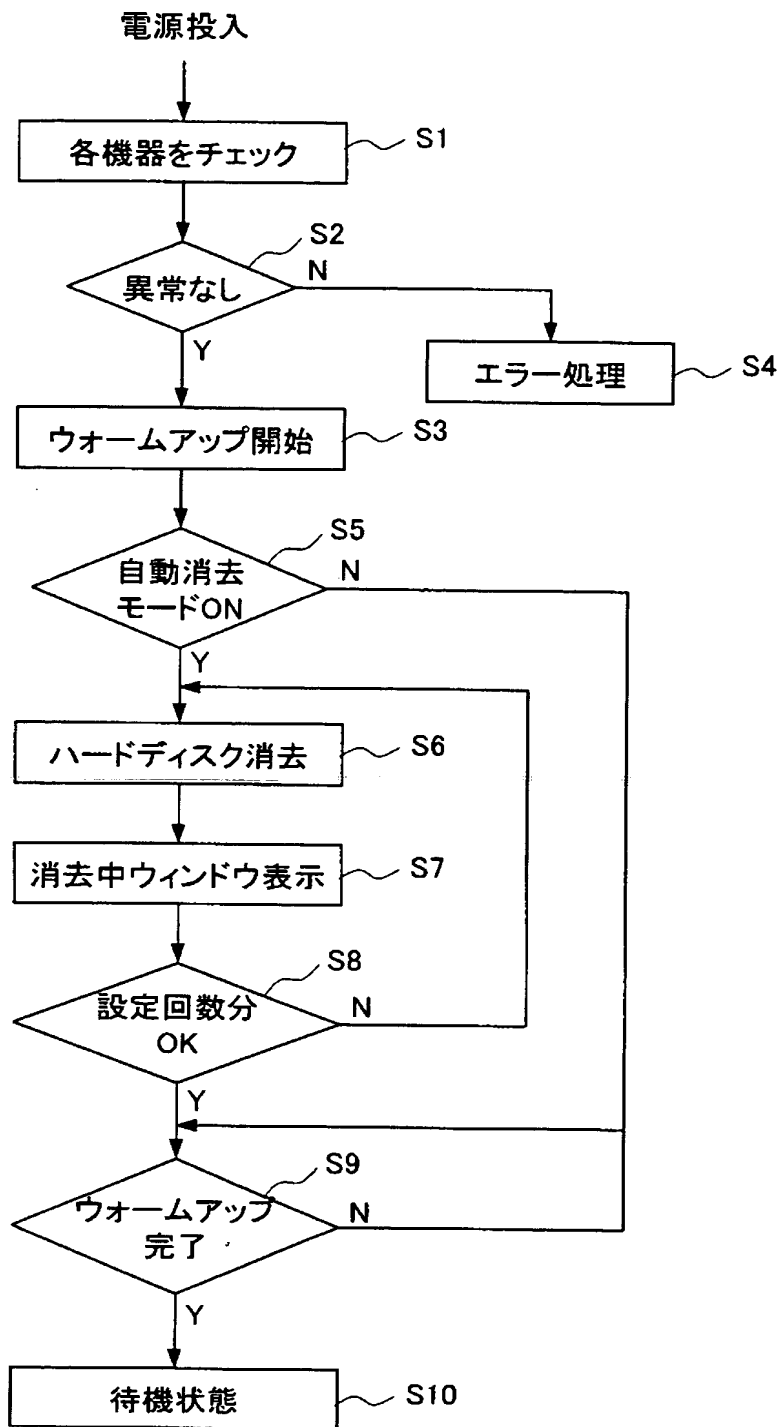 電源投入
各機器をチェック
S1
S2
異常なし
N
Y
エラー処理
S4
ウォームアップ開始
S3
S5
自動消去
モードON
N
Y
ハードディスク消去
S6
消去中ウィンドウ表示
S7
S8
設定回数分
OK
N
Y
S9
ウォームアップ
完了
N
Y
待機状態
S10